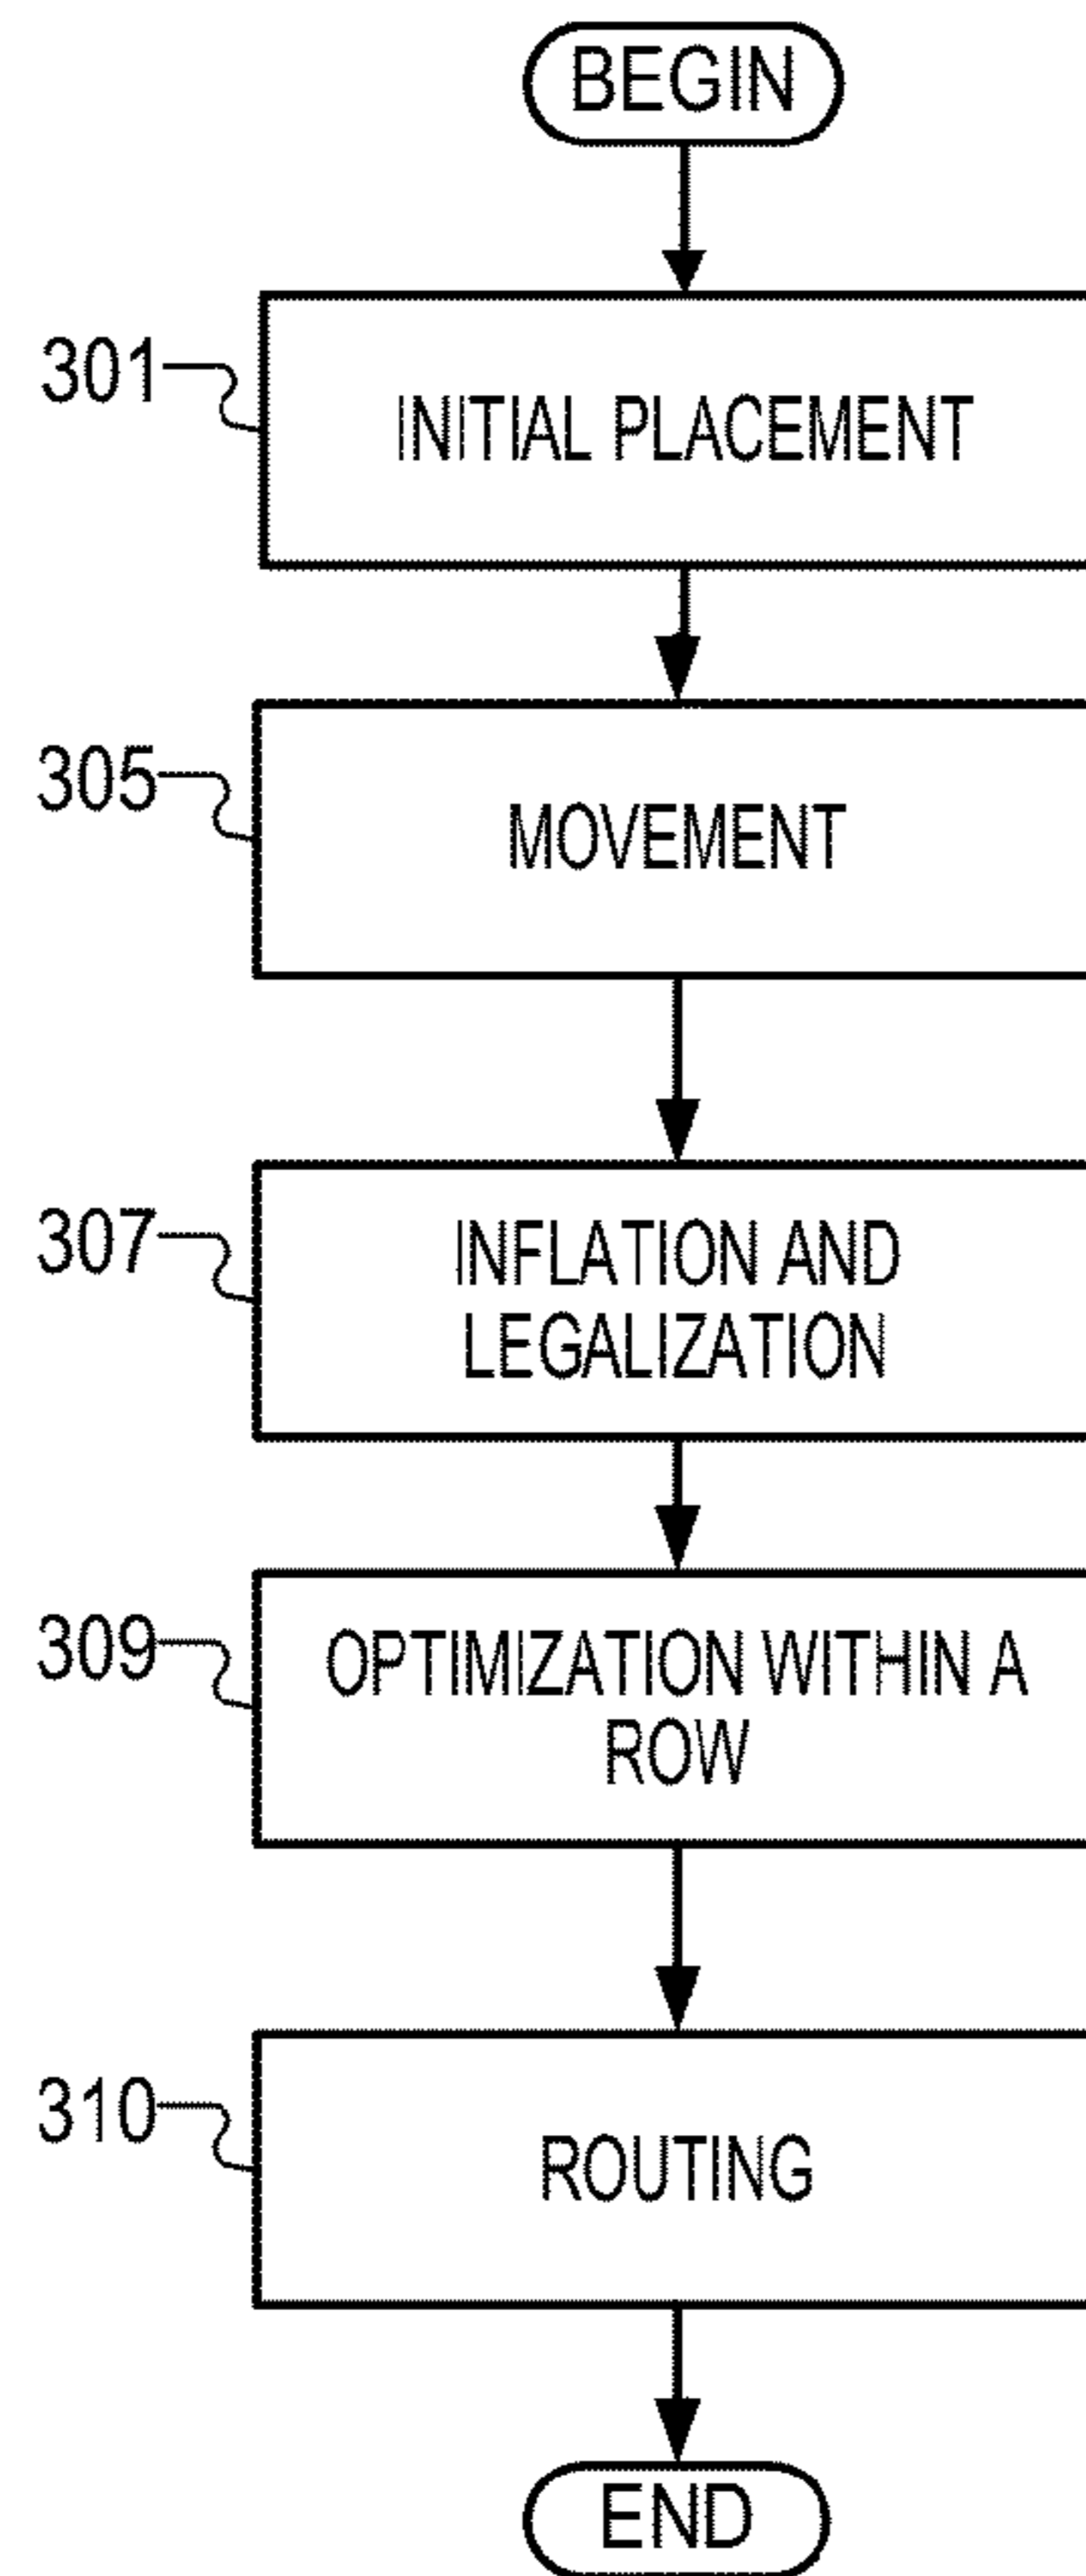 BEGIN
301
INITIAL PLACEMENT
305
MOVEMENT
307
INFLATION AND
LEGALIZATION
309
OPTIMIZATION WITHIN A
ROW
310
ROUTING
END